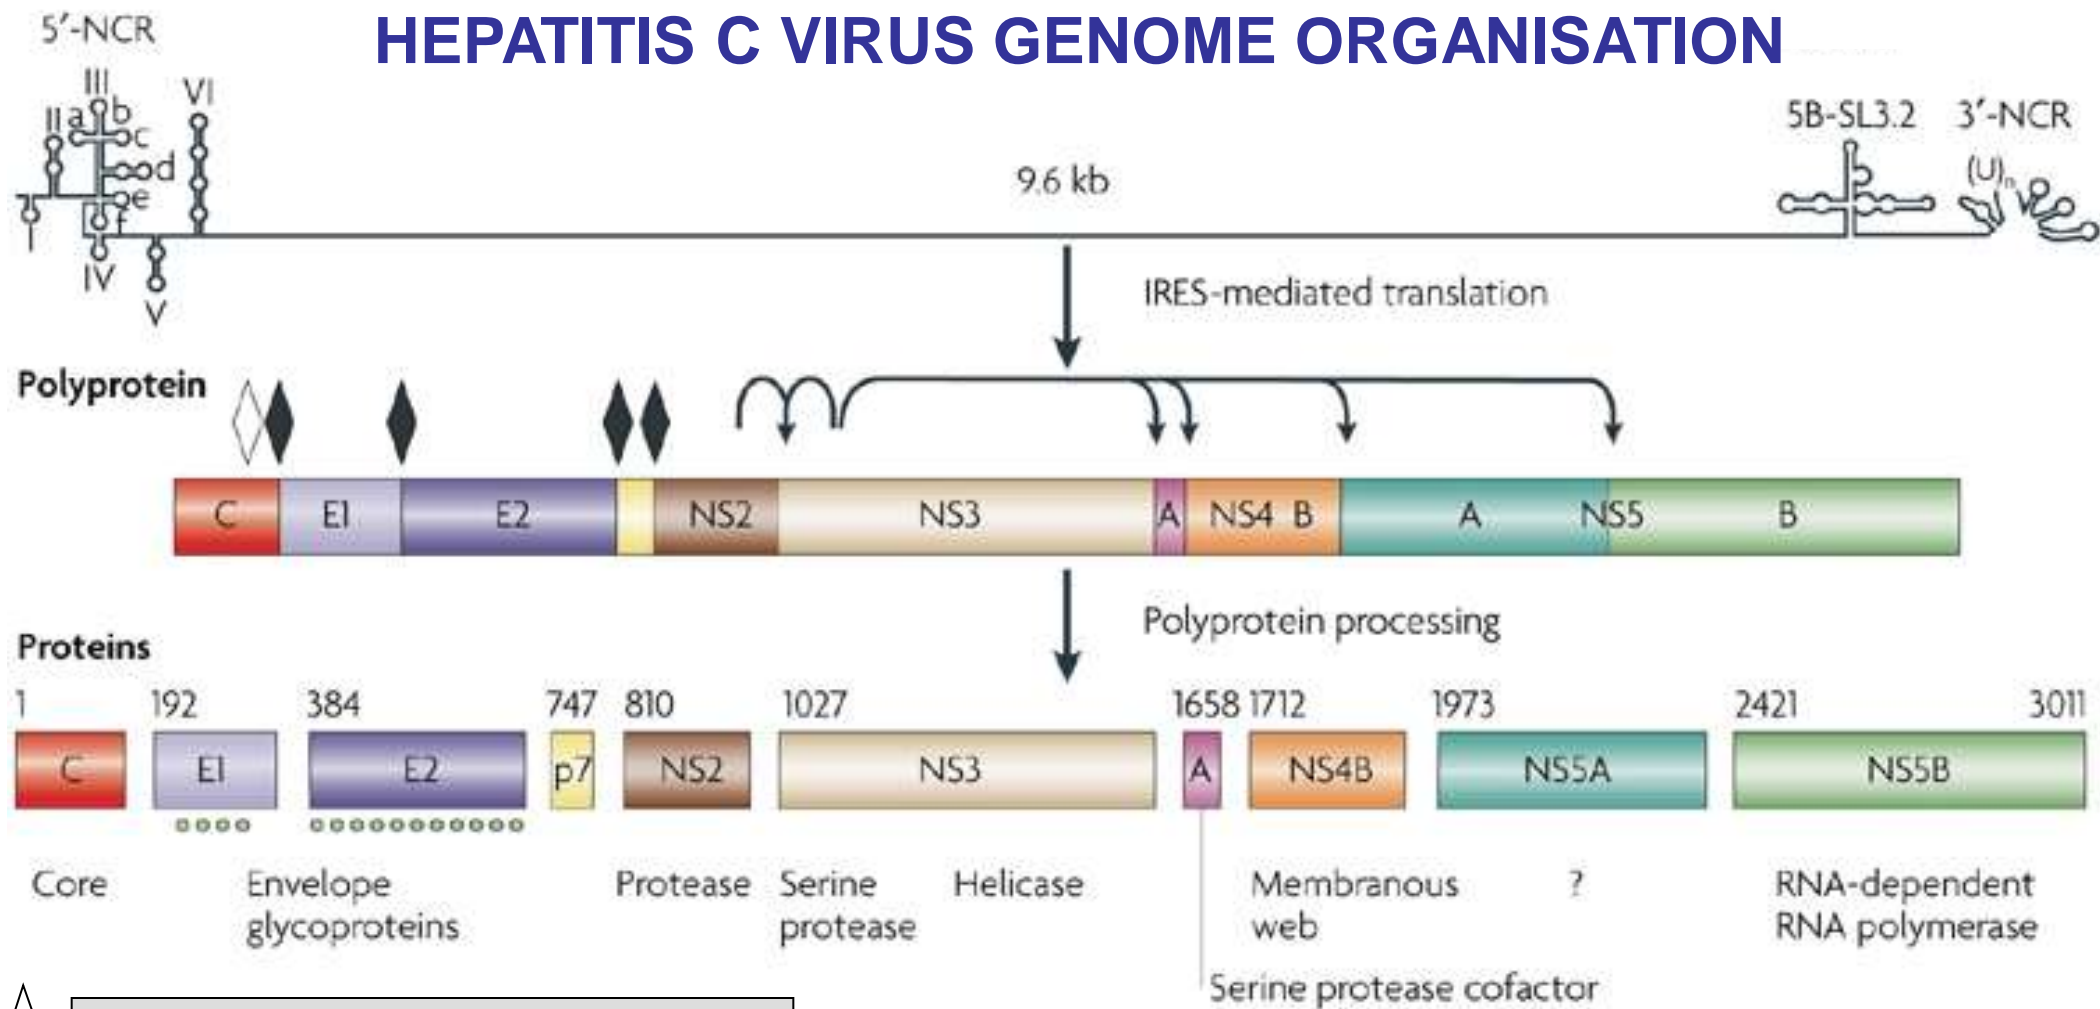 HEPATITIS C VIRUS GENOME ORGANISATION
5′-NCR
III
VI
II a b
c
d
e
f
I
IV
V
9.6 kb
5B-SL3.2 3′-NCR
(U)n
IRES-mediated translation
Polyprotein
C E1 E2 NS2 NS3 A NS4 B A NS5 B
Polyprotein processing
Proteins
1 192 384 747 810 1027 1658 1712 1973 2421 3011
C E1 E2 p7 NS2 NS3 A NS4B NS5A NS5B
Core Envelope Protease Serine Helicase Membranous ? RNA-dependent
glycoproteins protease web RNA polymerase
Serine protease cofactor